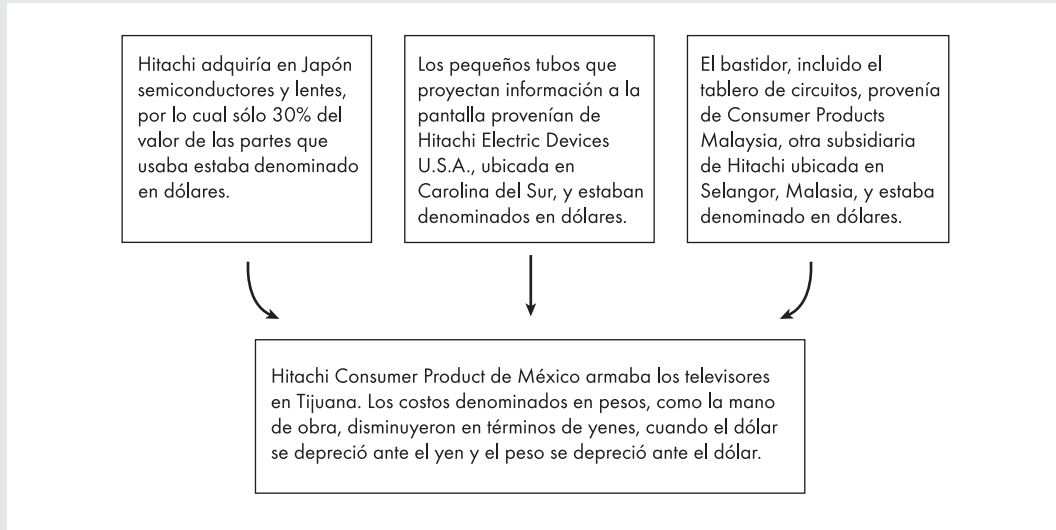 Hitachi adquiría en Japón
semiconductores y lentes,
por lo cual sólo 30% del
valor de las partes que
usaba estaba denominado
en dólares.
Los pequeños tubos que
proyectan información a la
pantalla provenían de
Hitachi Electric Devices
U.S.A., ubicada en
Carolina del Sur, y estaban
denominados en dólares.
El bastidor, incluido el
tablero de circuitos, provenía
de Consumer Products
Malaysia, otra subsidiaria
de Hitachi ubicada en
Selangor, Malasia, y estaba
denominado en dólares.
Hitachi Consumer Product de México armaba los televisores
en Tijuana. Los costos denominados en pesos, como la mano
de obra, disminuyeron en términos de yenes, cuando el dólar
se depreció ante el yen y el peso se depreció ante el dólar.